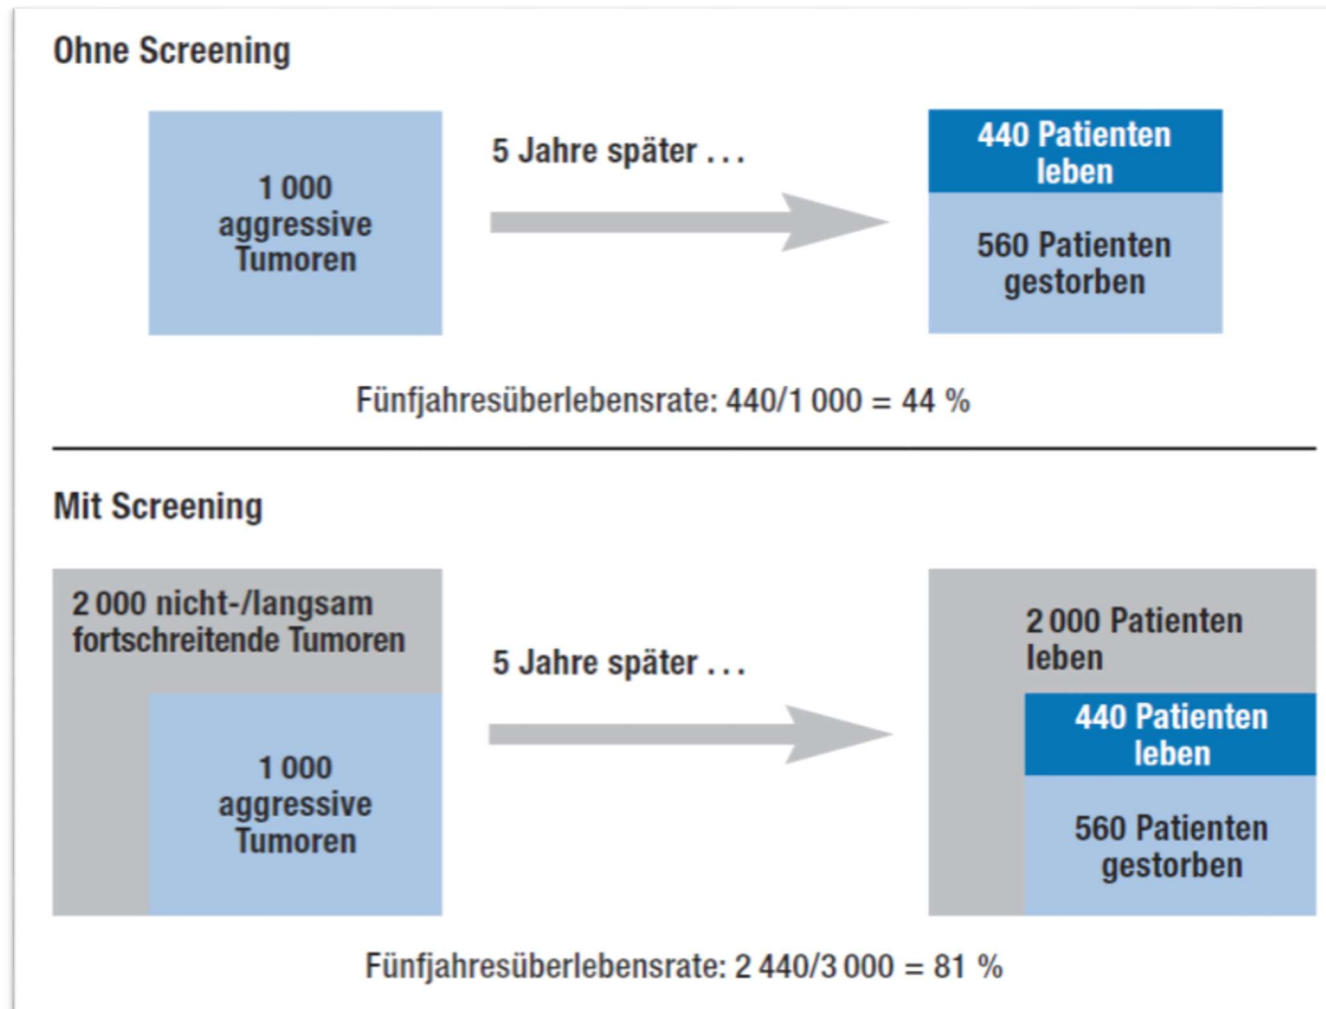 Ohne Screening
1 000
aggressive
Tumoren
5 Jahre später . . .
440 Patienten
leben
560 Patienten
gestorben
Fünfjahresüberlebensrate: 440/1 000 = 44 %
Mit Screening
2 000 nicht-/langsam
fortschreitende Tumoren
1 000
aggressive
Tumoren
5 Jahre später . . .
2 000 Patienten
leben
440 Patienten
leben
560 Patienten
gestorben
Fünfjahresüberlebensrate: 2 440/3 000 = 81 %